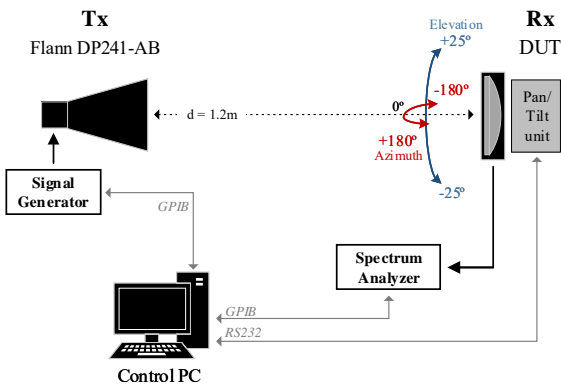 Tx
Flann DP241-AB
Rx
DUT
Elevation
+25º
-180º
0º
d = 1.2m
+180º
Azimuth
-25º
Pan/
Tilt
unit
Signal
Generator
GPIB
Spectrum
Analyzer
GPIB
RS232
Control PC